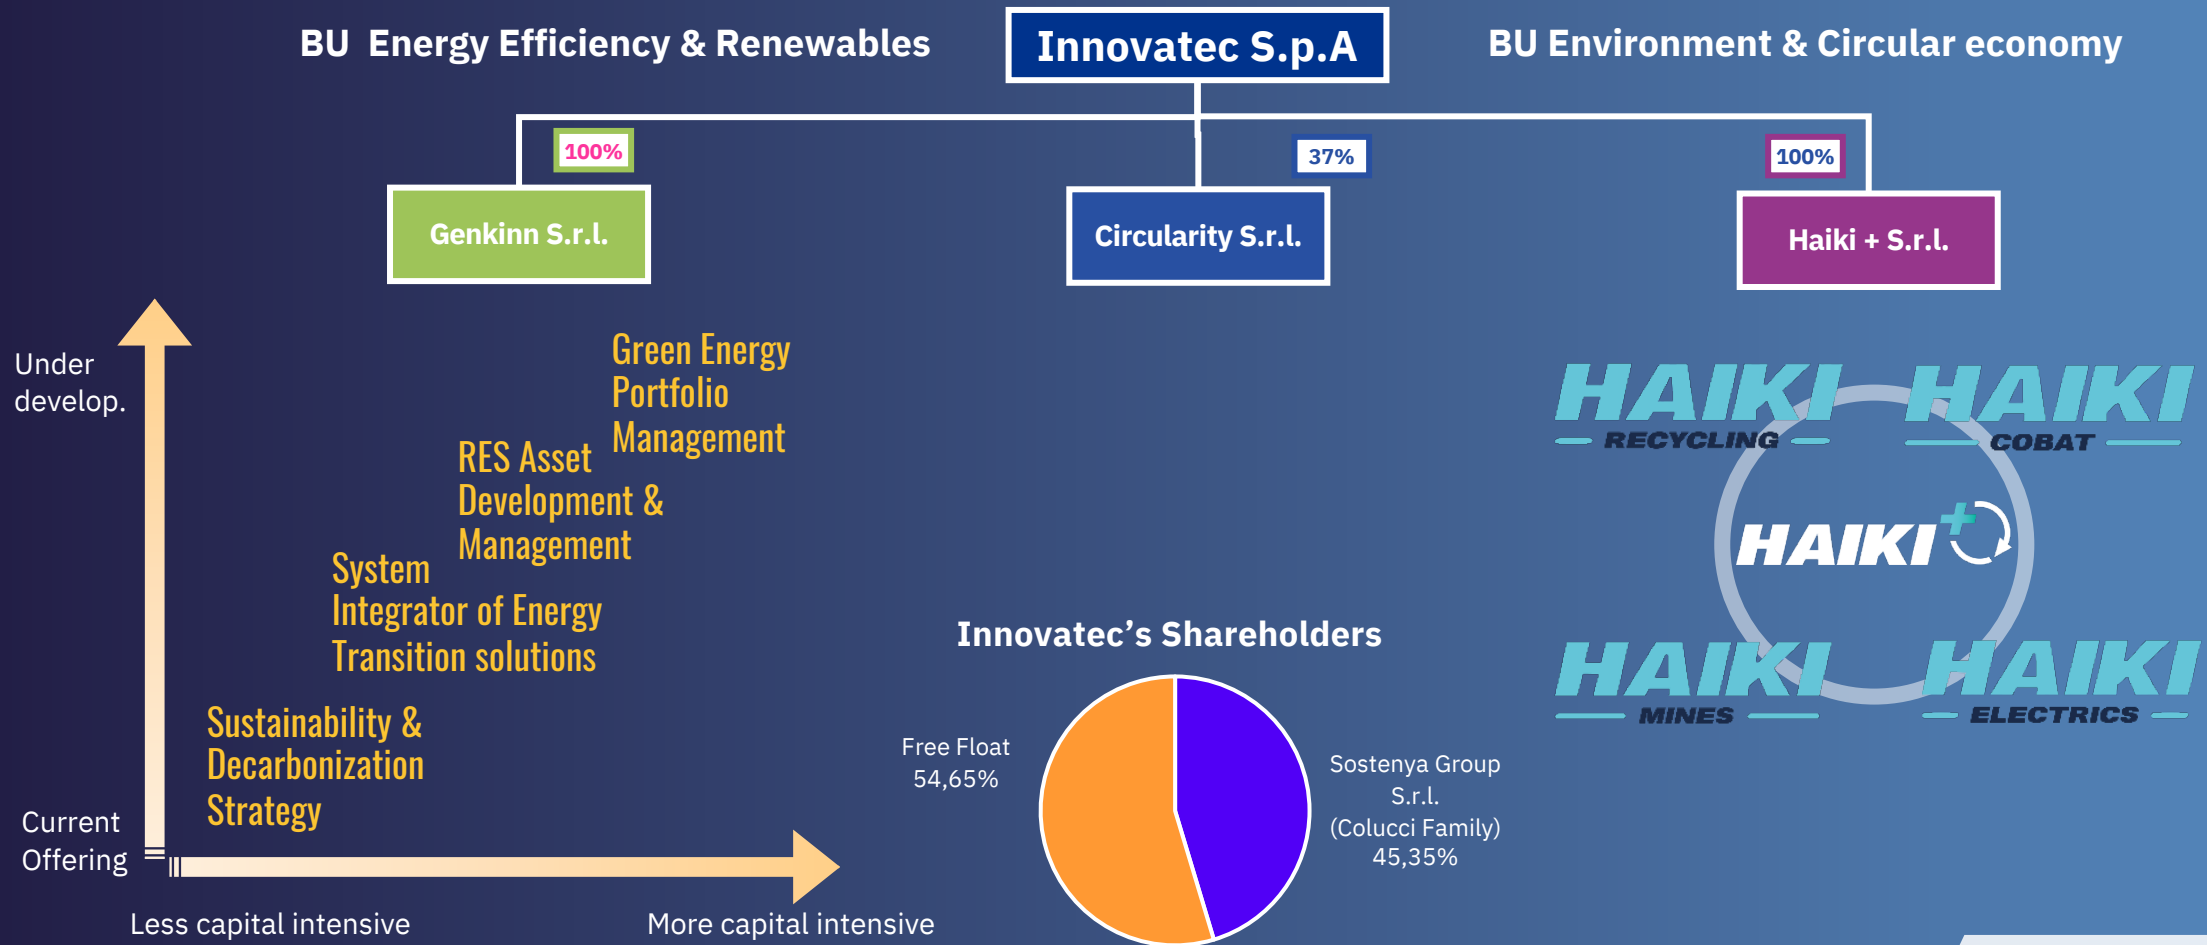 BU Energy Efficiency & Renewables
Innovatec S.p.A
BU Environment & Circular economy
100%
37%
100%
Genkinn S.r.l.
Circularity S.r.l.
Haiki + S.r.l.
Under
develop.
Green Energy
Portfolio
Management
RES Asset
Development &
Management
System
Integrator of Energy
Transition solutions
Sustainability &
Decarbonization
Strategy
Current
Offering
Less capital intensive
More capital intensive
Innovatec’s Shareholders
Free Float
54,65%
Sostenya Group
S.r.l.
(Colucci Family)
45,35%
HAIKI
RECYCLING
HAIKI
COBAT
HAIKI+
HAIKI
MINES
HAIKI
ELECTRICS